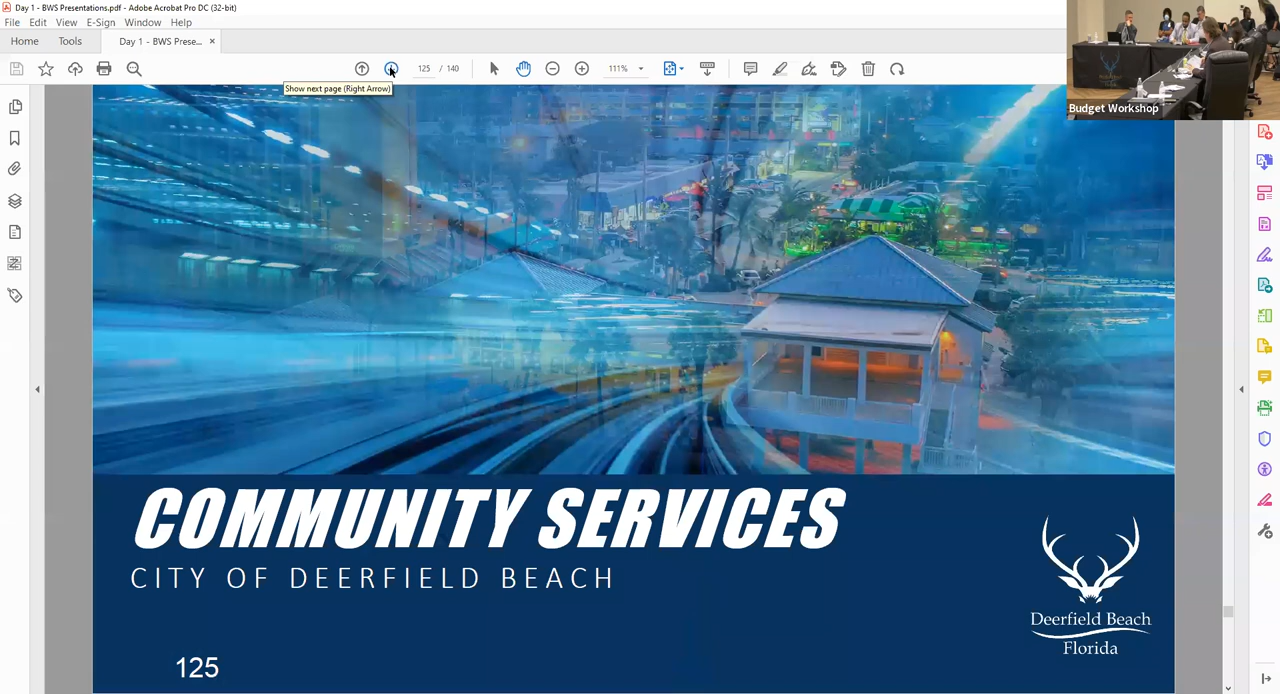 Day 1 - BWS Presentations.pdf - Adobe Acrobat Pro DC (32-bit)
File Edit View E-Sign Window Help
Home Tools Day 1 - BWS Prese... ×
125 / 140 111%
Show next page (Right Arrow)
Budget Workshop
COMMUNITY SERVICES
CITY OF DEERFIELD BEACH
Deerfield Beach
Florida
125